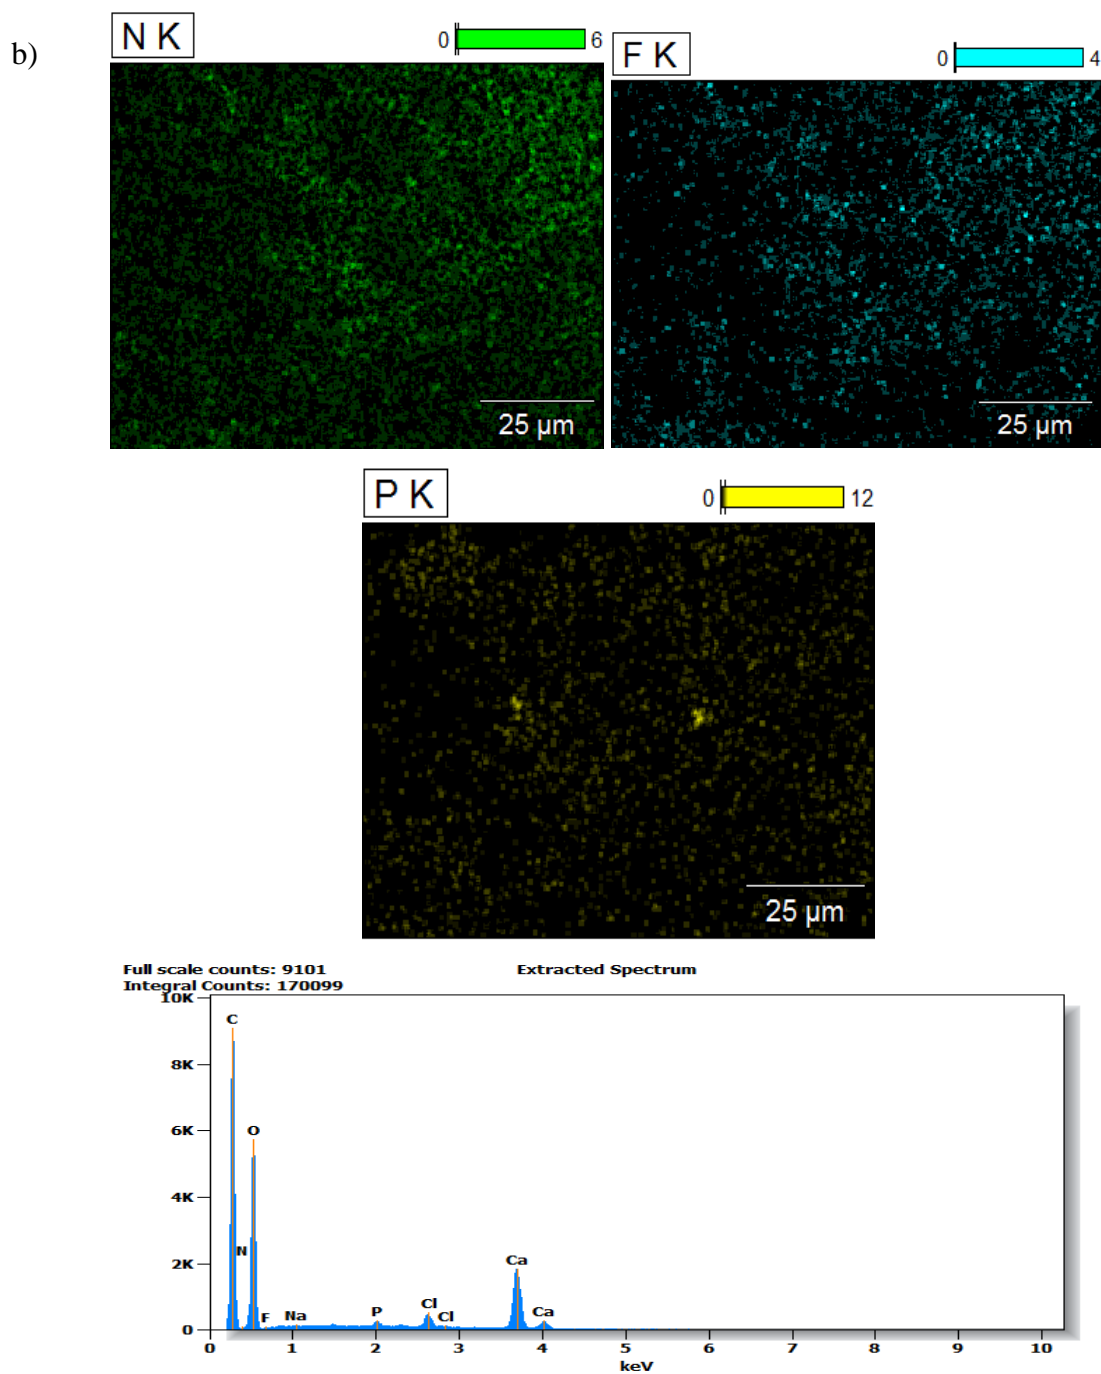 b)
N K
0 6
F K
0 4
25 µm
25 µm
P K
0 12
25 µm
Full scale counts: 9101
Extracted Spectrum
Integral Counts: 170099
10K
8K
6K
4K
2K
0
C
O
N
F
Na
P
Cl
Cl
Ca
Ca
0 1 2 3 4 5 6 7 8 9 10
keV